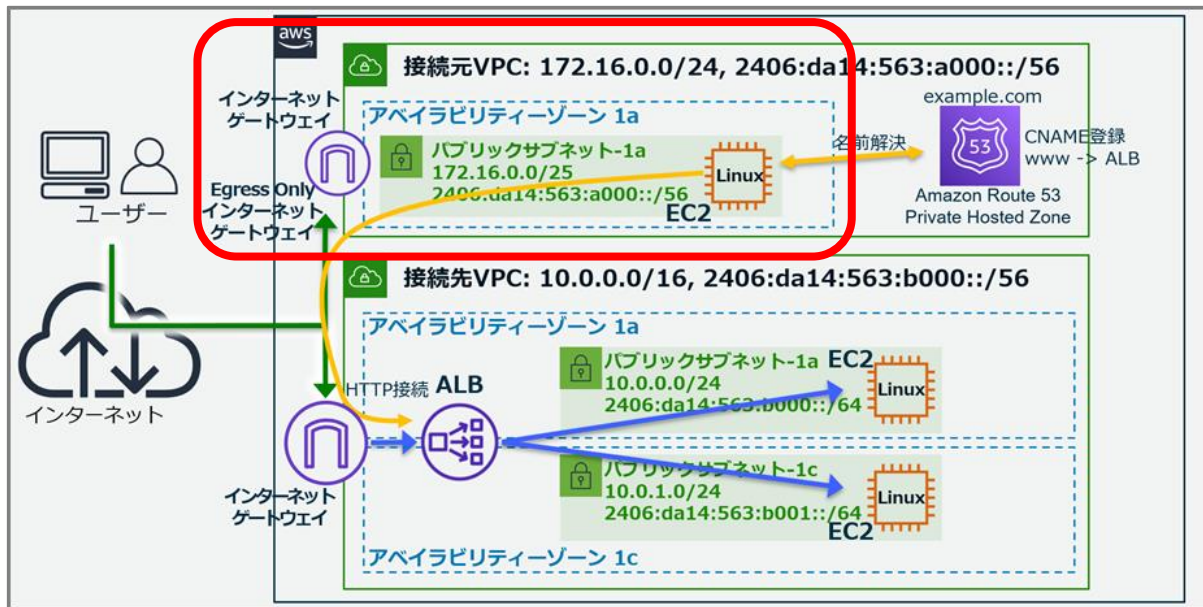 aws
接続元VPC: 172.16.0.0/24, 2406:da14:563:a000::/56
インターネット
ゲートウェイ
アベイラビリティーゾーン 1a
パブリックサブネット-1a
172.16.0.0/25
2406:da14:563:a000::/56
Linux
EC2
Egress Only
インターネット
ゲートウェイ
ユーザー
名前解決
example.com
53
CNAME登録
www -> ALB
Amazon Route 53
Private Hosted Zone
接続先VPC: 10.0.0.0/16, 2406:da14:563:b000::/56
アベイラビリティーゾーン 1a
パブリックサブネット-1a
10.0.0.0/24
2406:da14:563:b000::/64
EC2
Linux
HTTP接続
ALB
インターネット
インターネット
ゲートウェイ
パブリックサブネット-1c
10.0.1.0/24
2406:da14:563:b001::/64
Linux
EC2
アベイラビリティーゾーン 1c